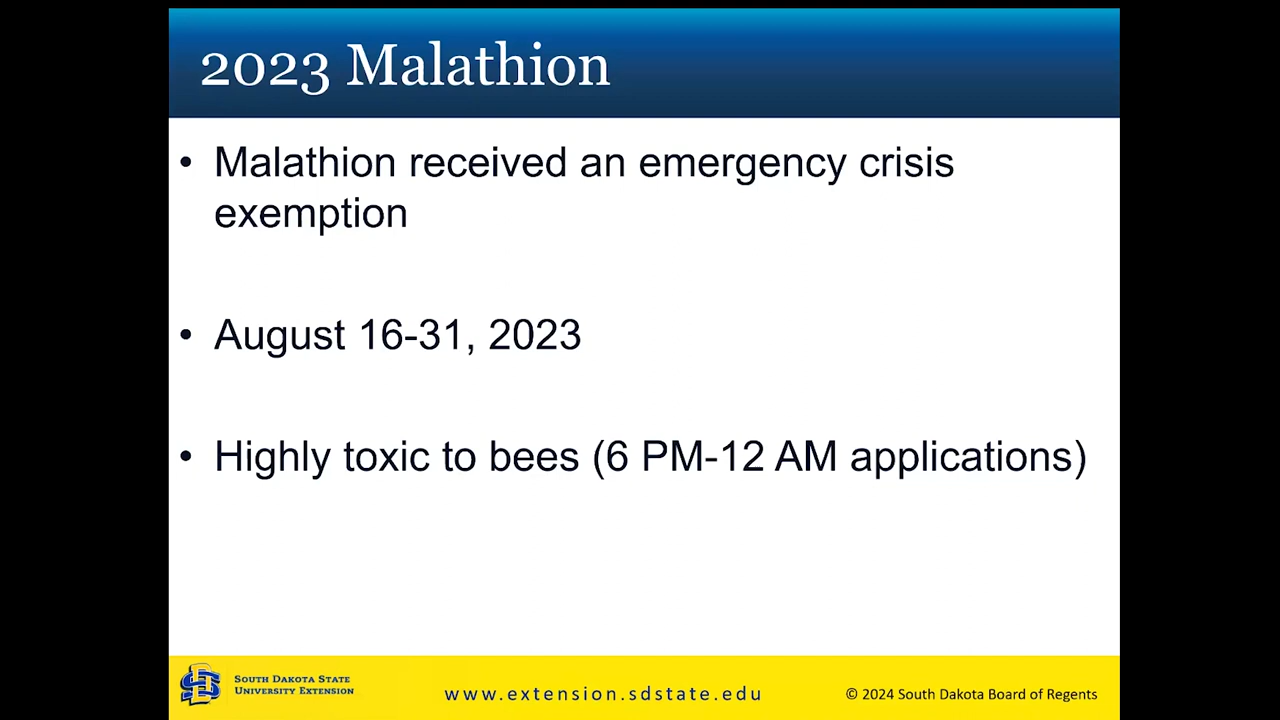 2023 Malathion
• Malathion received an emergency crisis
exemption
• August 16-31, 2023
• Highly toxic to bees (6 PM-12 AM applications)
SOUTH DAKOTA STATE
UNIVERSITY EXTENSION
www.extension.sdstate.edu
© 2024 South Dakota Board of Regents